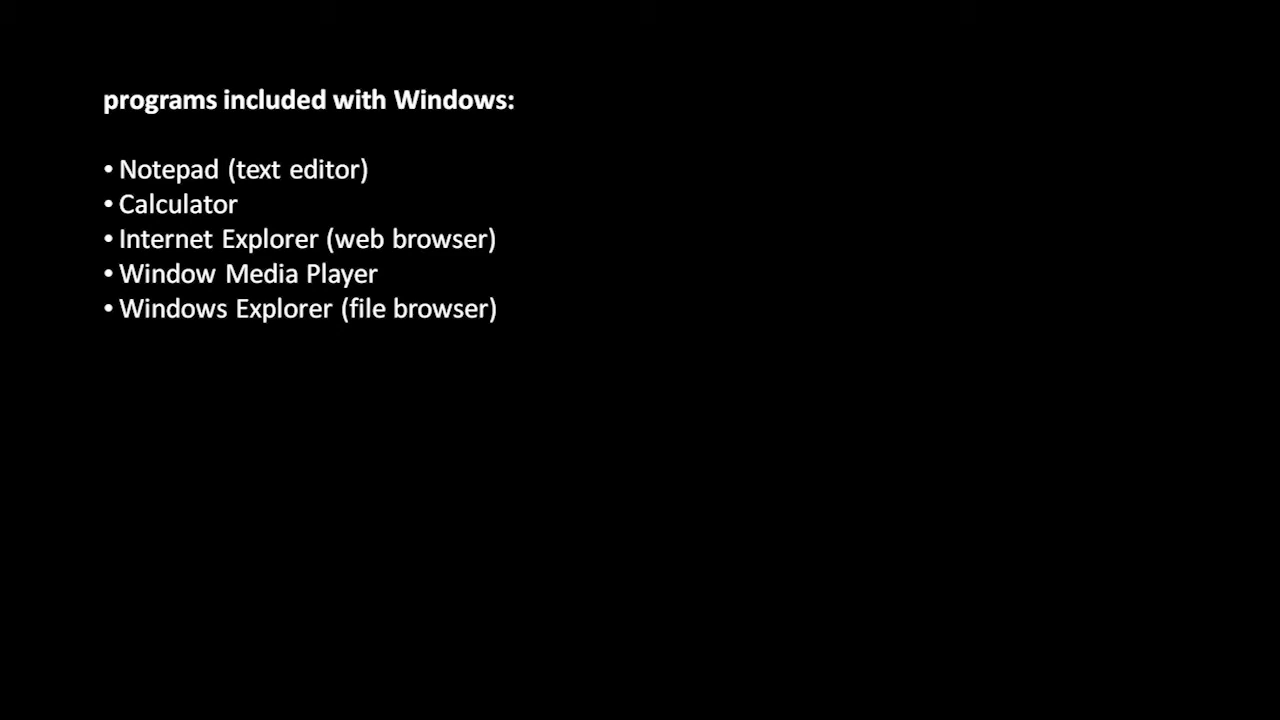 programs included with Windows:
• Notepad (text editor)
• Calculator
• Internet Explorer (web browser)
• Window Media Player
• Windows Explorer (file browser)